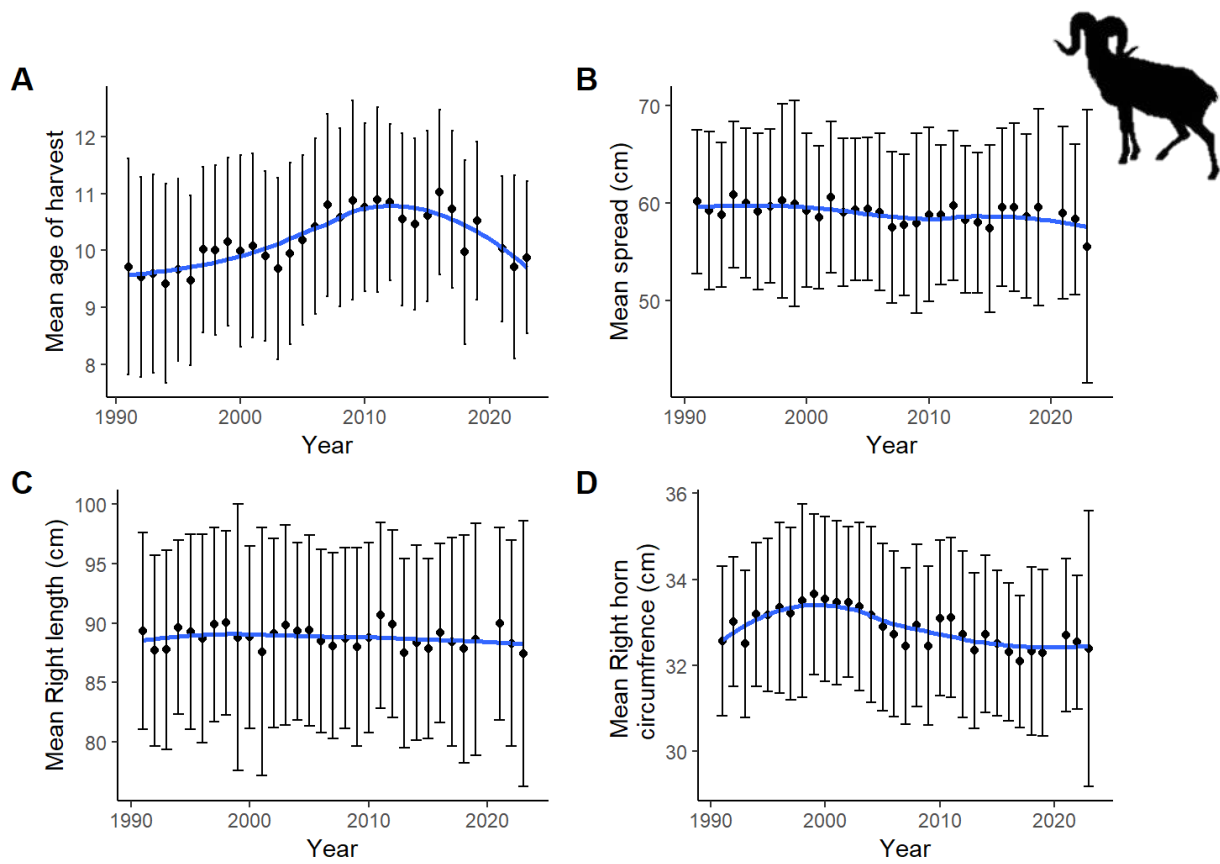 A
Mean age of harvest
12
11
10
9
8
1990 2000 2010 2020
Year
B
Mean spread (cm)
70
60
50
1990 2000 2010 2020
Year
C
Mean Right length (cm)
100
95
90
85
80
1990 2000 2010 2020
Year
D
Mean Right horn
circumfrence (cm)
36
34
32
30
1990 2000 2010 2020
Year